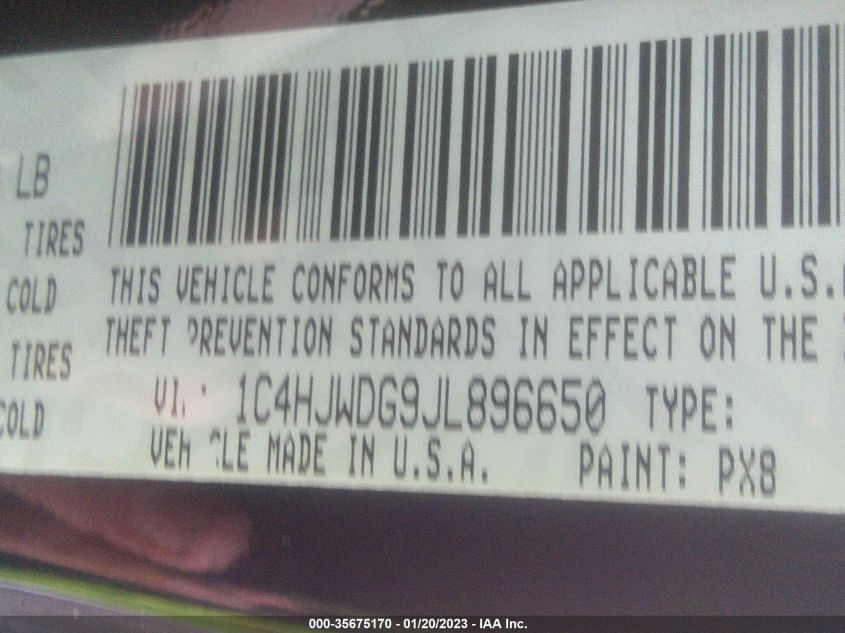 LB
TIRES
COLD
TIRES
COLD
THIS VEHICLE CONFORMS TO ALL APPLICABLE U.S.
THEFT PREVENTION STANDARDS IN EFFECT ON THE
1C4HJWDG9JL896650 TYPE:
MADE IN U.S.A. PAINT: PX8
000-35675170 - 01/20/2023 - IAA Inc.